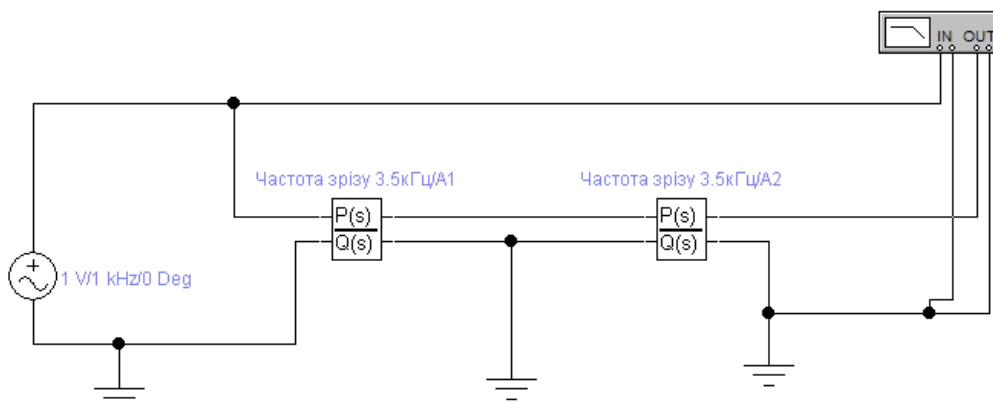 IN OUT
Частота зрізу 3.5кГц/A1
Частота зрізу 3.5кГц/A2
P(s)
Q(s)
P(s)
Q(s)
1 V/1 kHz/0 Deg